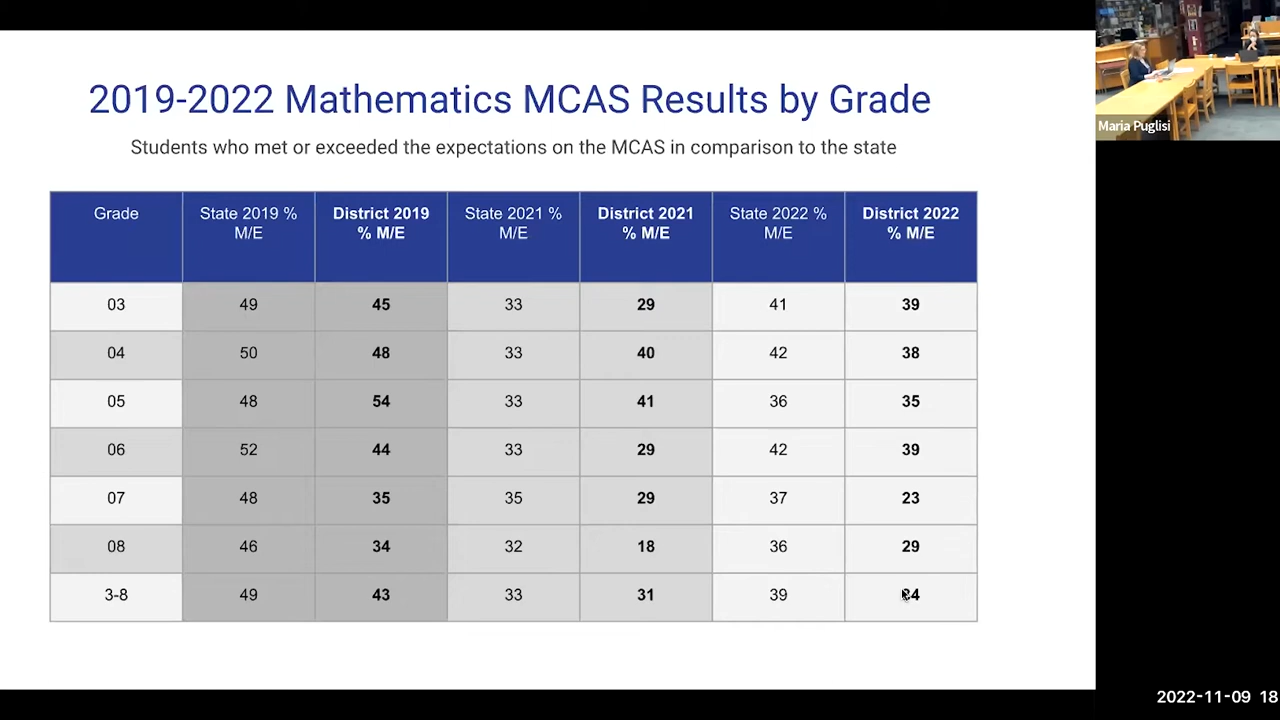 2019-2022 Mathematics MCAS Results by Grade
Students who met or exceeded the expectations on the MCAS in comparison to the state
Grade State 2019 % M/E District 2019 % M/E State 2021 % M/E District 2021 % M/E State 2022 % M/E District 2022 % M/E
03 49 45 33 29 41 39
04 50 48 33 40 42 38
05 48 54 33 41 36 35
06 52 44 33 29 42 39
07 48 35 35 29 37 23
08 46 34 32 18 36 29
3-8 49 43 33 31 39 34
Maria Puglisi
2022-11-09 18